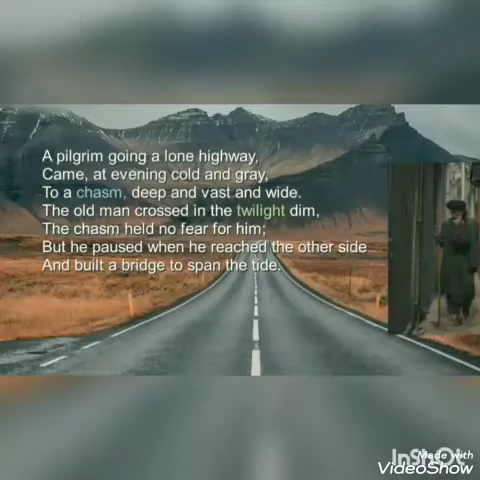 A pilgrim going a lone highway,
Came, at evening cold and gray,
To a chasm, deep and vast and wide.
The old man crossed in the twilight dim,
The chasm held no fear for him;
But he paused when he reached the other side
And built a bridge to span the tide.
InShOt
Made with
VideoShow